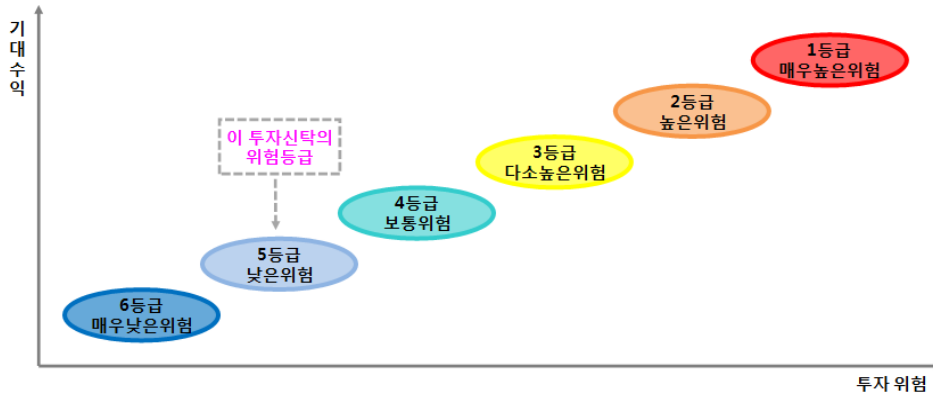 기대수익
1등급
매우높은위험
2등급
높은위험
이 투자신탁의
위험등급
3등급
다소높은위험
4등급
보통위험
5등급
낮은위험
6등급
매우낮은위험
투자 위험